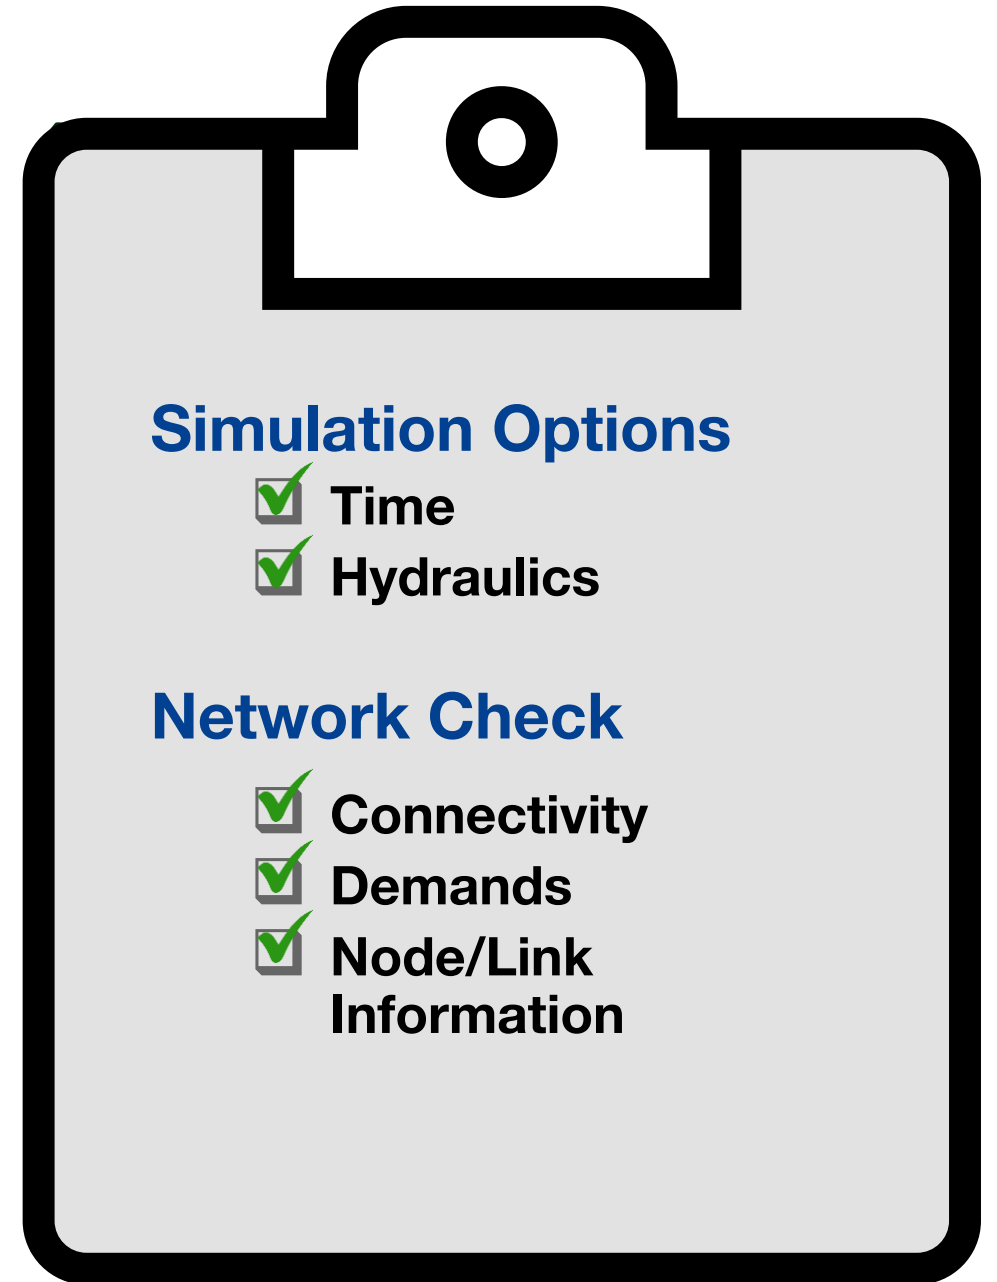 Simulation Options
Time
Hydraulics
Network Check
Connectivity
Demands
Node/Link
Information